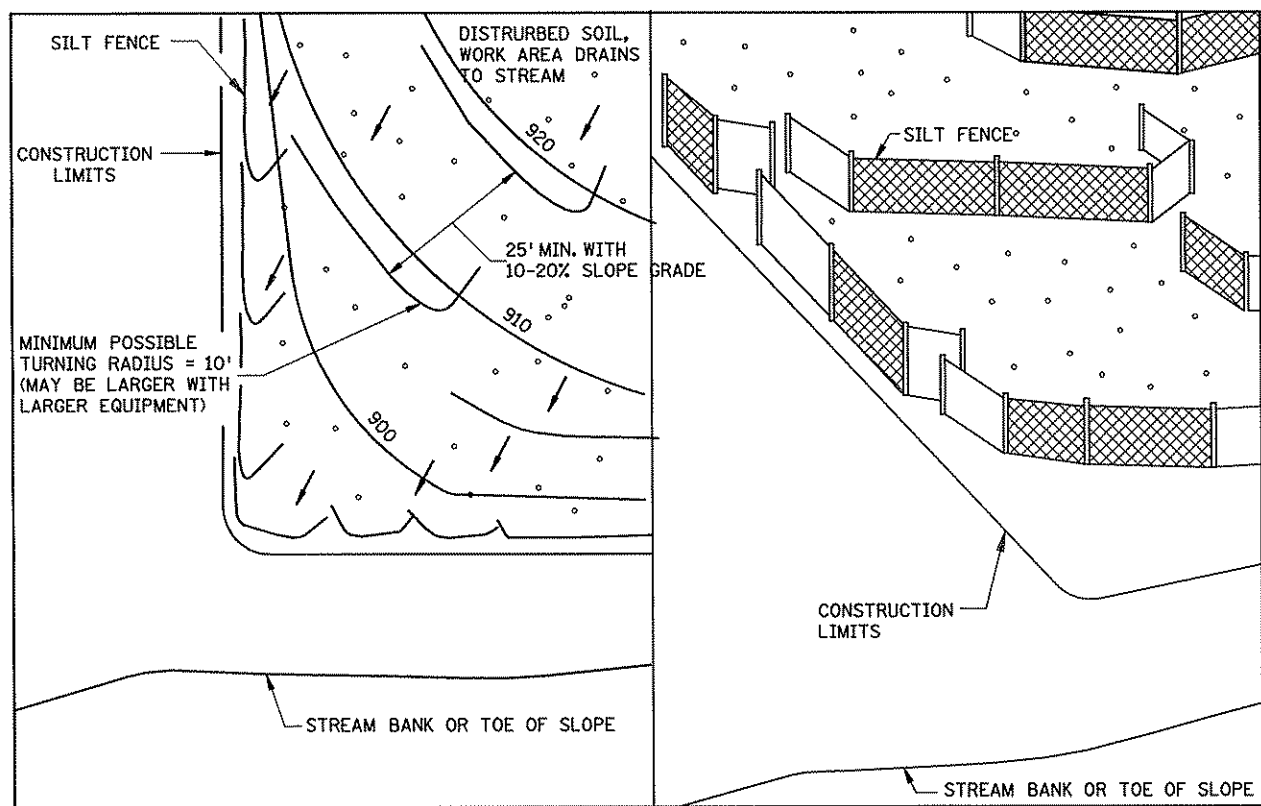 SILT FENCE
DISTRURBED SOIL,
WORK AREA DRAINS
TO STREAM
CONSTRUCTION
LIMITS
920
25' MIN. WITH
10-20% SLOPE GRADE
910
MINIMUM POSSIBLE
TURNING RADIUS = 10'
(MAY BE LARGER WITH
LARGER EQUIPMENT)
900
STREAM BANK OR TOE OF SLOPE
SILT FENCE
CONSTRUCTION
LIMITS
STREAM BANK OR TOE OF SLOPE